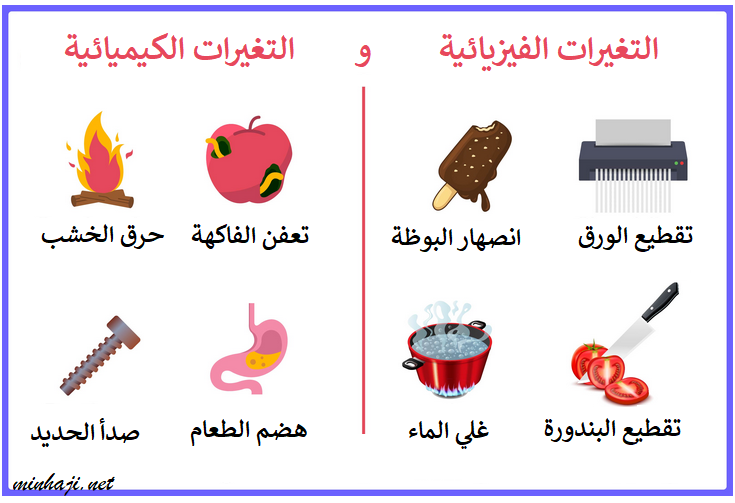 التغيرات الفيزيائية و التغيرات الكيميائية
تقطيع الورق
انصهار البوظة
تعفن الفاكهة
حرق الخشب
تقطيع البندورة
غلي الماء
هضم الطعام
صدأ الحديد
minhaji.net